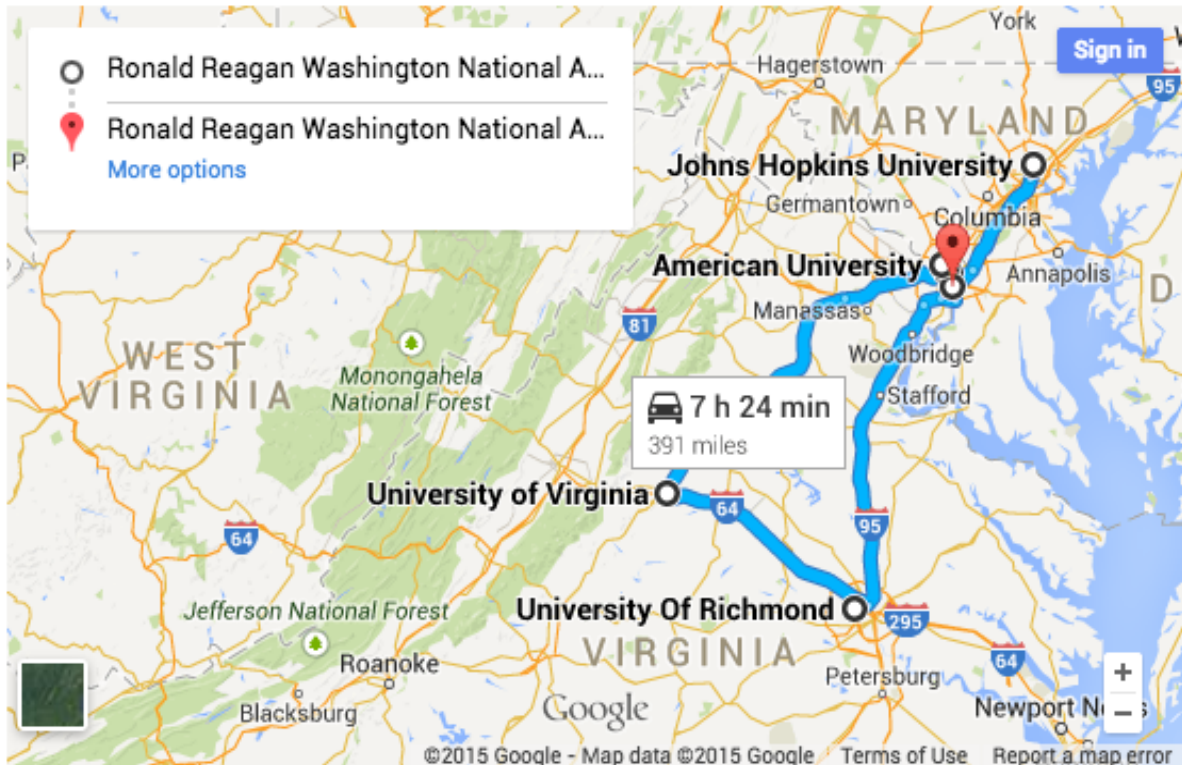 Ronald Reagan Washington National A...
Ronald Reagan Washington National A...
More options
Sign in
York
Hagerstown
95
MARYLAND
Johns Hopkins University
Germantown
Columbia
American University
Annapolis
D
81
Manassas
WEST
VIRGINIA
Woodbridge
Monongahela
National Forest
Stafford
7 h 24 min
391 miles
University of Virginia
64
64
95
Jefferson National Forest
University Of Richmond
295
VIRGINIA
64
Roanoke
Petersburg
+
Blacksburg
Google
Newport
−
©2015 Google - Map data ©2015 Google
Terms of Use
Report a map error